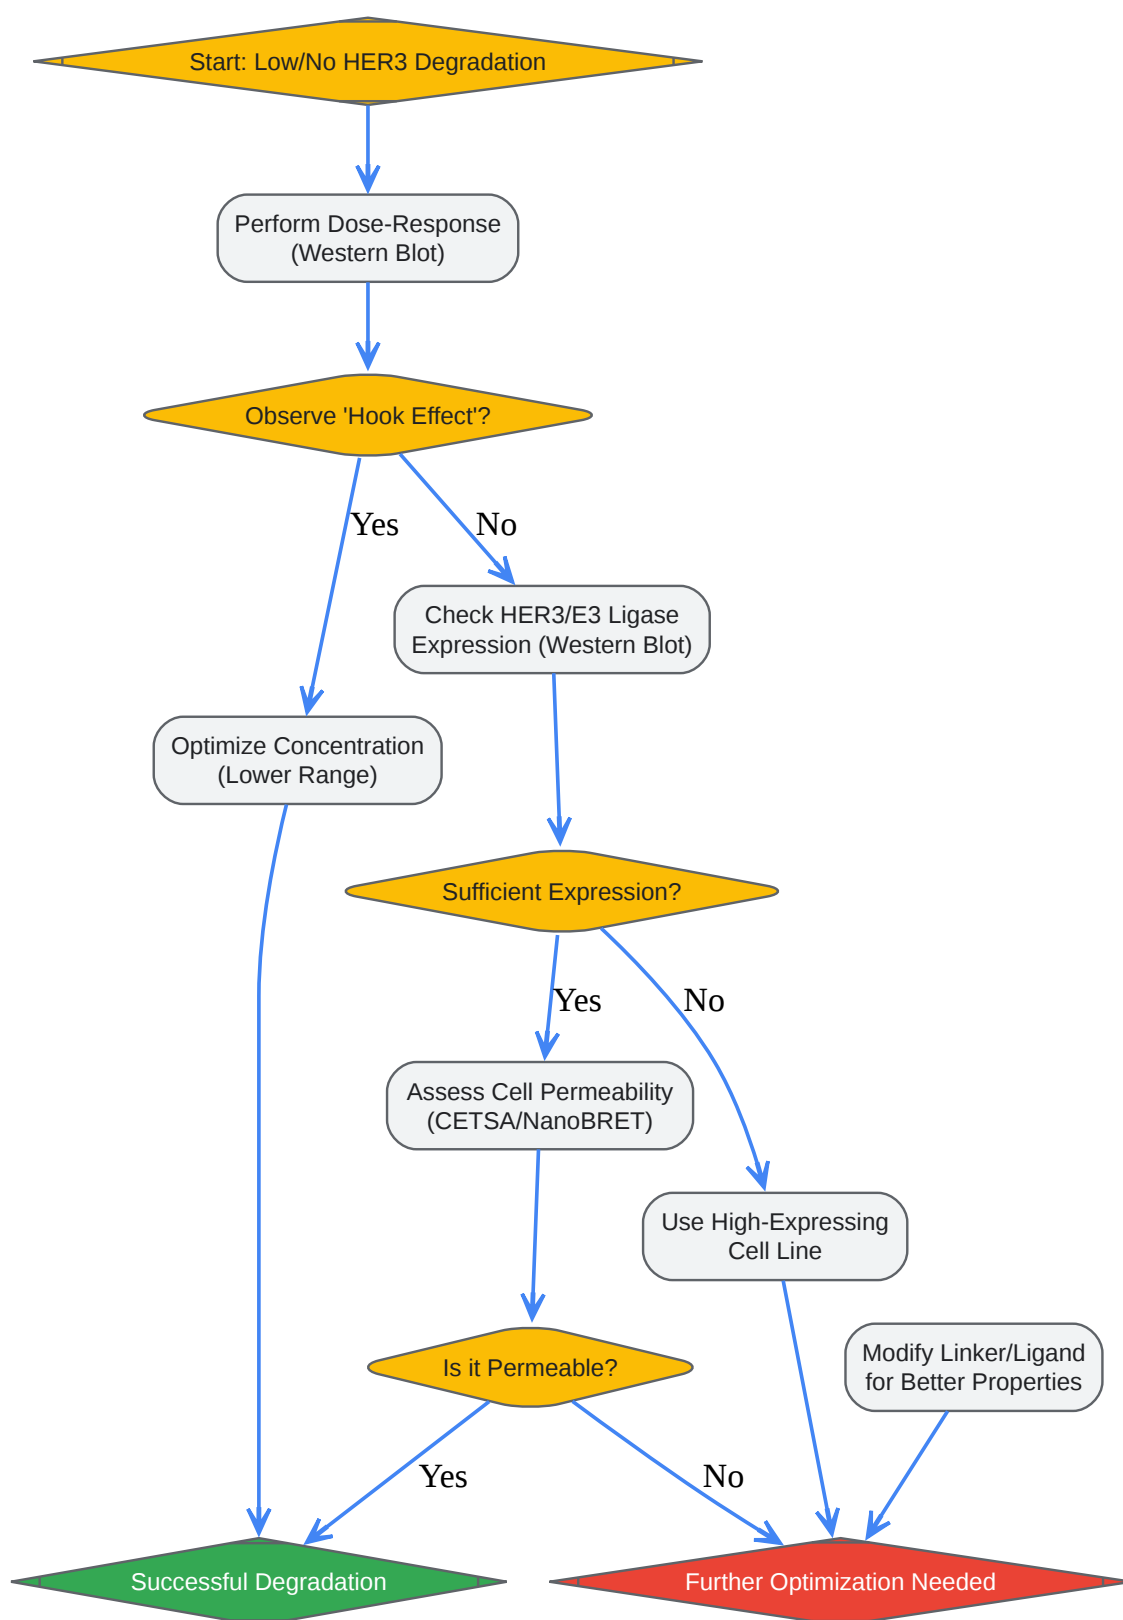 Start: Low/No HER3 Degradation
Perform Dose-Response
(Western Blot)
Observe 'Hook Effect'?
Yes
No
Check HER3/E3 Ligase
Expression (Western Blot)
Optimize Concentration
(Lower Range)
Sufficient Expression?
Yes
No
Assess Cell Permeability
(CETSA/NanoBRET)
Use High-Expressing
Cell Line
Is it Permeable?
Modify Linker/Ligand
for Better Properties
Yes
No
Successful Degradation
Further Optimization Needed